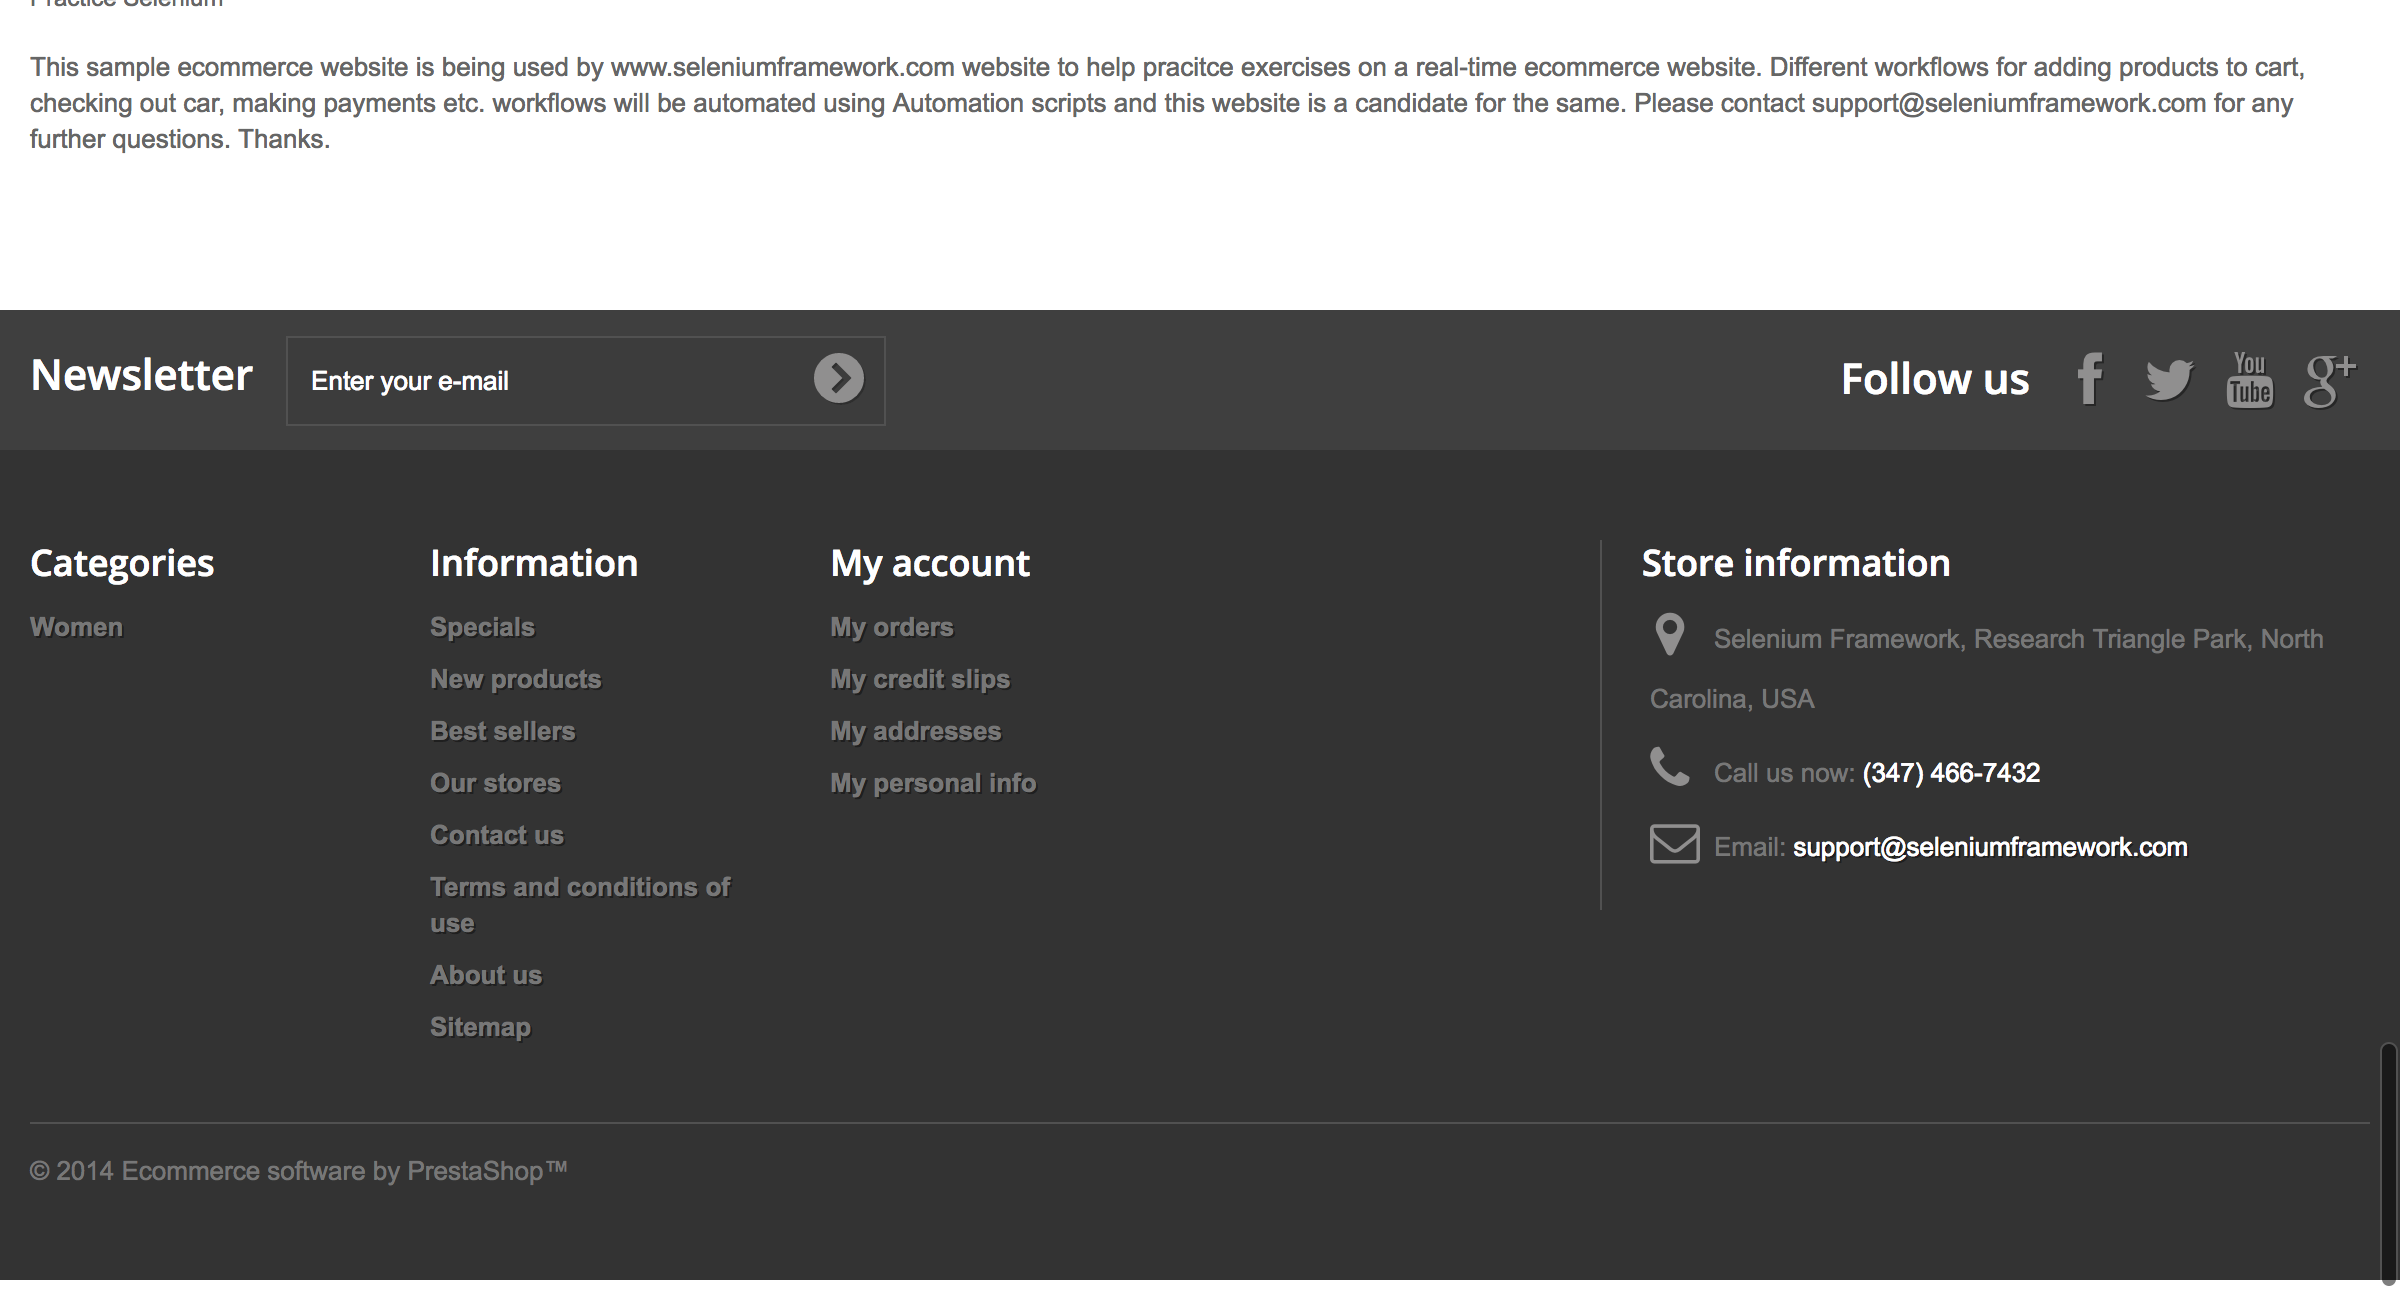 Practice Selenium
This sample ecommerce website is being used by www.seleniumframework.com website to help pracitce exercises on a real-time ecommerce website. Different workflows for adding products to cart,
checking out car, making payments etc. workflows will be automated using Automation scripts and this website is a candidate for the same. Please contact support@seleniumframework.com for any
further questions. Thanks.
Newsletter
Enter your e-mail
Follow us
f
You
Tube
g+
Categories
Women
Information
Specials
New products
Best sellers
Our stores
Contact us
Terms and conditions of
use
About us
Sitemap
My account
My orders
My credit slips
My addresses
My personal info
Store information
Selenium Framework, Research Triangle Park, North
Carolina, USA
Call us now: (347) 466-7432
Email: support@seleniumframework.com
© 2014 Ecommerce software by PrestaShop™